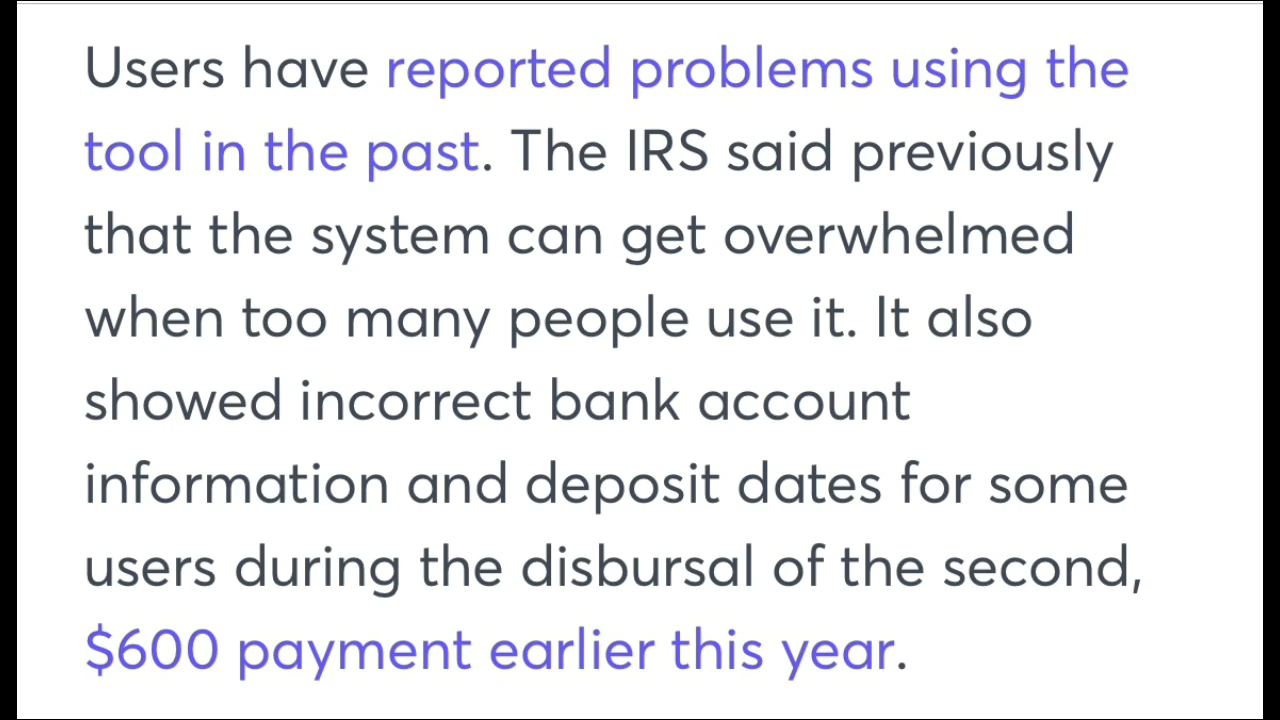 Users have reported problems using the
tool in the past. The IRS said previously
that the system can get overwhelmed
when too many people use it. It also
showed incorrect bank account
information and deposit dates for some
users during the disbursal of the second,
$600 payment earlier this year.